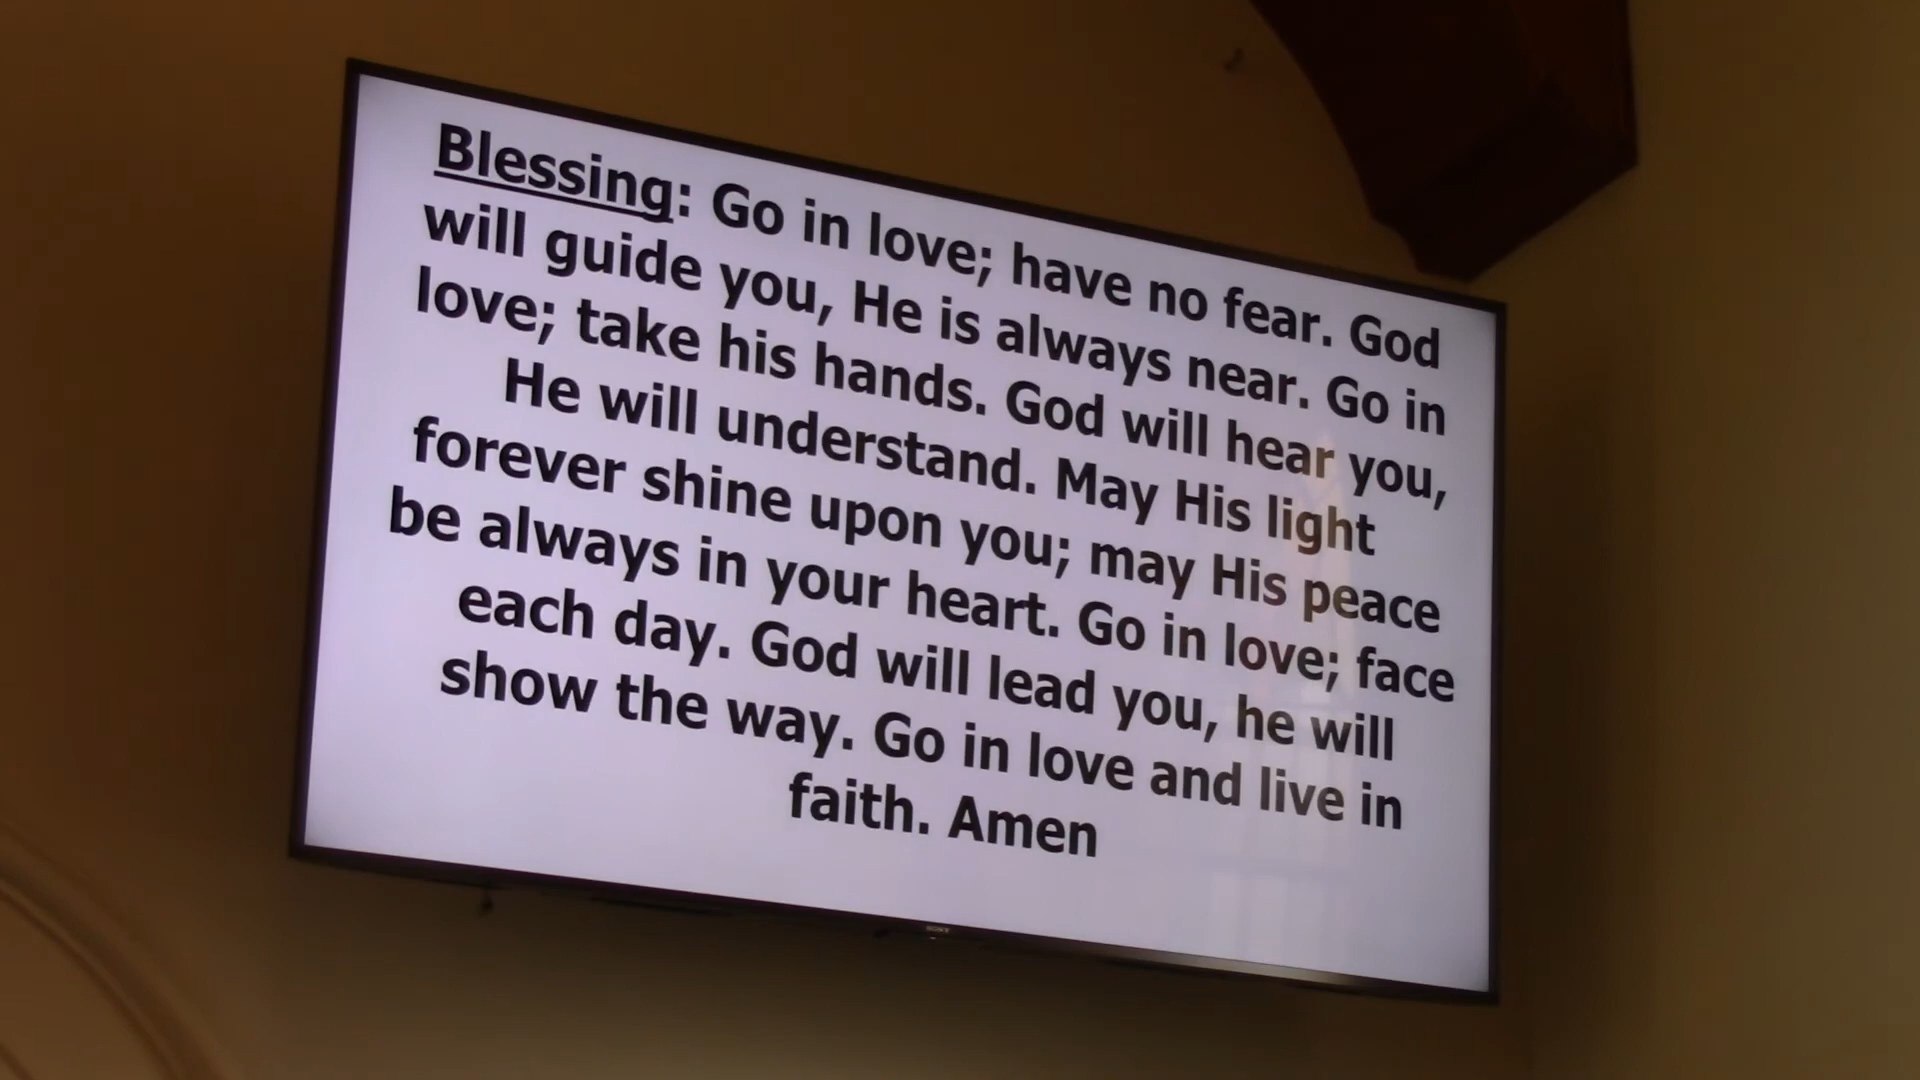 Blessing: Go in love; have no fear. God
will guide you, He is always near. Go in
love; take his hands. God will hear you,
He will understand. May His light
forever shine upon you; may His peace
be always in your heart. Go in love; face
each day. God will lead you, he will
show the way. Go in love and live in
faith. Amen
SONY